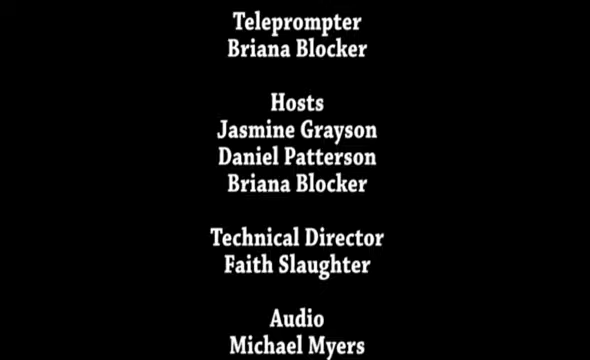 Teleprompter
Briana Blocker
Hosts
Jasmine Grayson
Daniel Patterson
Briana Blocker
Technical Director
Faith Slaughter
Audio
Michael Myers